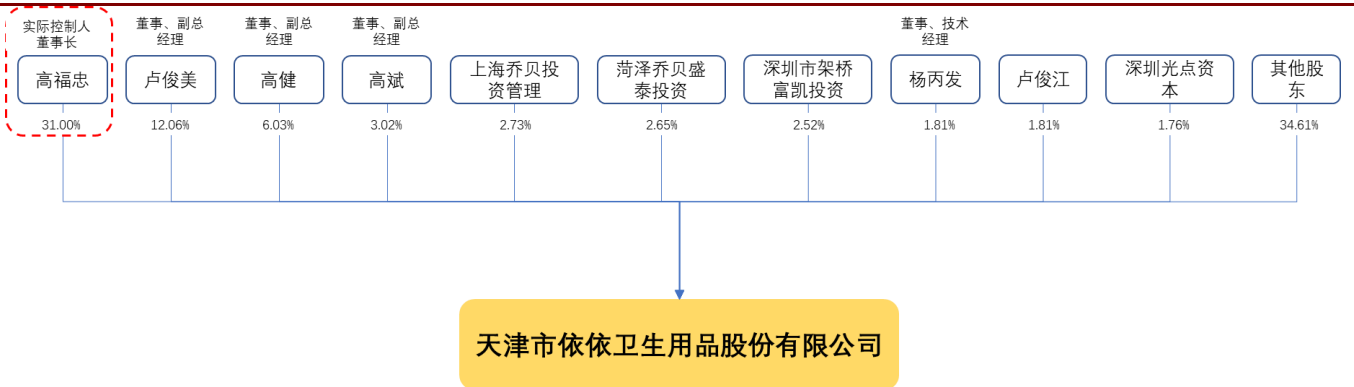 实际控制人
董事长
董事、副总
经理
董事、副总
经理
董事、副总
经理
董事、技术
经理
高福忠
卢俊美
高健
高斌
上海乔贝投
资管理
菏泽乔贝盛
泰投资
深圳市架桥
富凯投资
杨丙发
卢俊江
深圳光点资
本
其他股
东
31.00%
12.06%
6.03%
3.02%
2.73%
2.65%
2.52%
1.81%
1.81%
1.76%
34.61%
天津市依依卫生用品股份有限公司